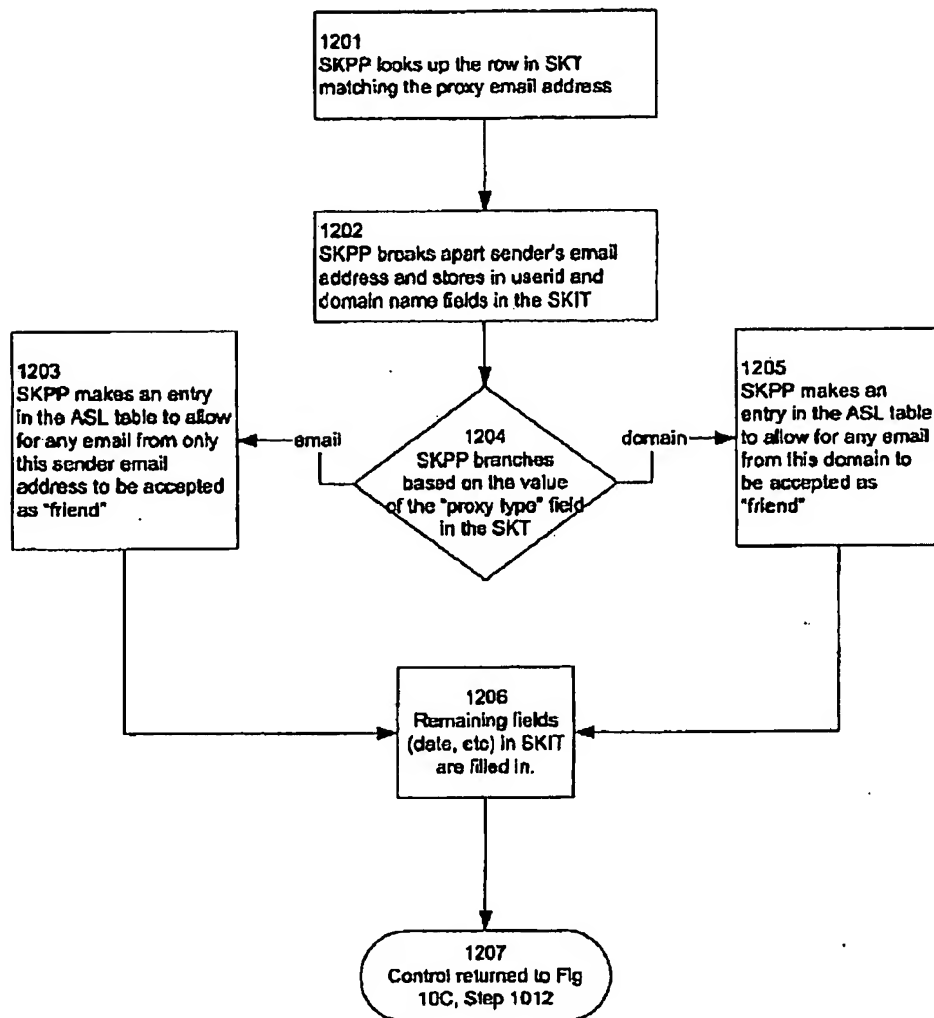 1201
SKPP looks up the row in SKT
matching the proxy email address
1202
SKPP breaks apart sender's email
address and stores in userid and
domain name fields in the SKIT
1203
SKPP makes an entry
in the ASL table to allow
for any email from only
this sender email
address to be accepted
as "friend"
email
1204
SKPP branches
based on the value
of the "proxy type" field
in the SKT
domain
1205
SKPP makes an
entry in the ASL table
to allow for any email
from this domain to
be accepted as
"friend"
1206
Remaining fields
(date, etc) in SKIT
are filled in.
1207
Control returned to Fig
10C, Step 1012